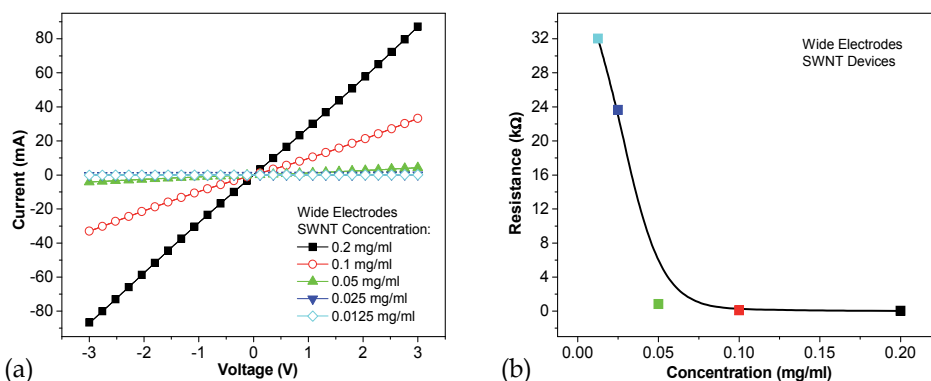 80
60
40
20
0
-20
-40
-60
-80
Current (mA)
-3
-2
-1
0
1
2
3
Voltage (V)
Wide Electrodes
SWNT Concentration:
0.2 mg/ml
0.1 mg/ml
0.05 mg/ml
0.025 mg/ml
0.0125 mg/ml
(a)
32
28
24
20
16
12
8
4
0
Resistance (kΩ)
0.00
0.05
0.10
0.15
0.20
Concentration (mg/ml)
Wide Electrodes
SWNT Devices
(b)